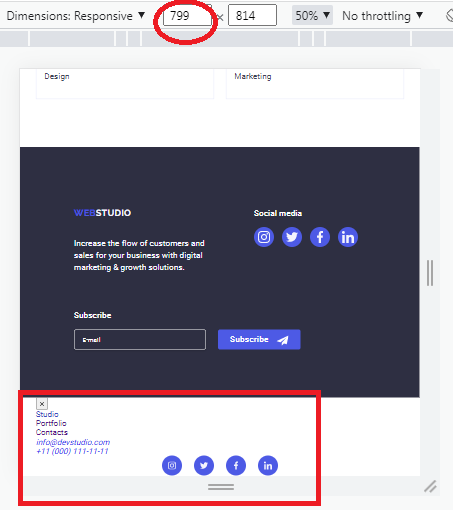 Dimensions: Responsive ▼ 799 × 814 50% ▼ No throttling ▼
Design Marketing
WEBSTUDIO Social media
Increase the flow of customers and
sales for your business with digital
marketing & growth solutions.
Subscribe
E-mail Subscribe
×
Studio
Portfolio
Contacts
info@devstudio.com
+11 (000) 111-11-11